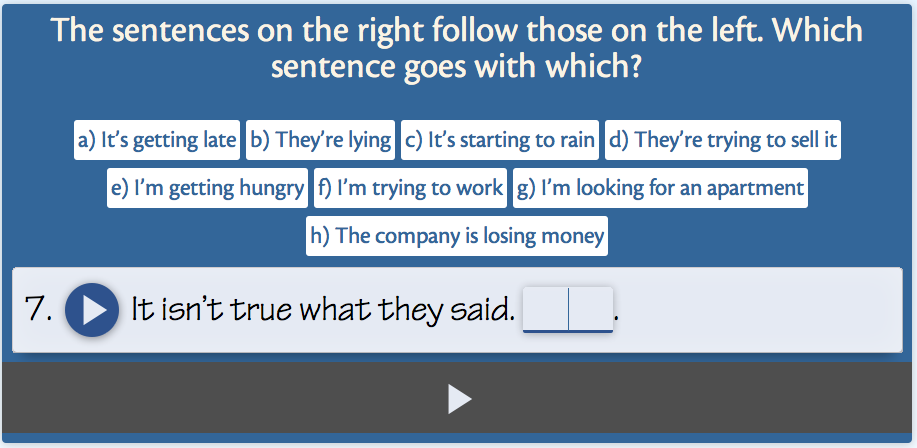 The sentences on the right follow those on the left. Which
sentence goes with which?
a) It's getting late b) They're lying c) It's starting to rain d) They're trying to sell it
e) I'm getting hungry f) I'm trying to work g) I'm looking for an apartment
h) The company is losing money
7. It isn't true what they said. .